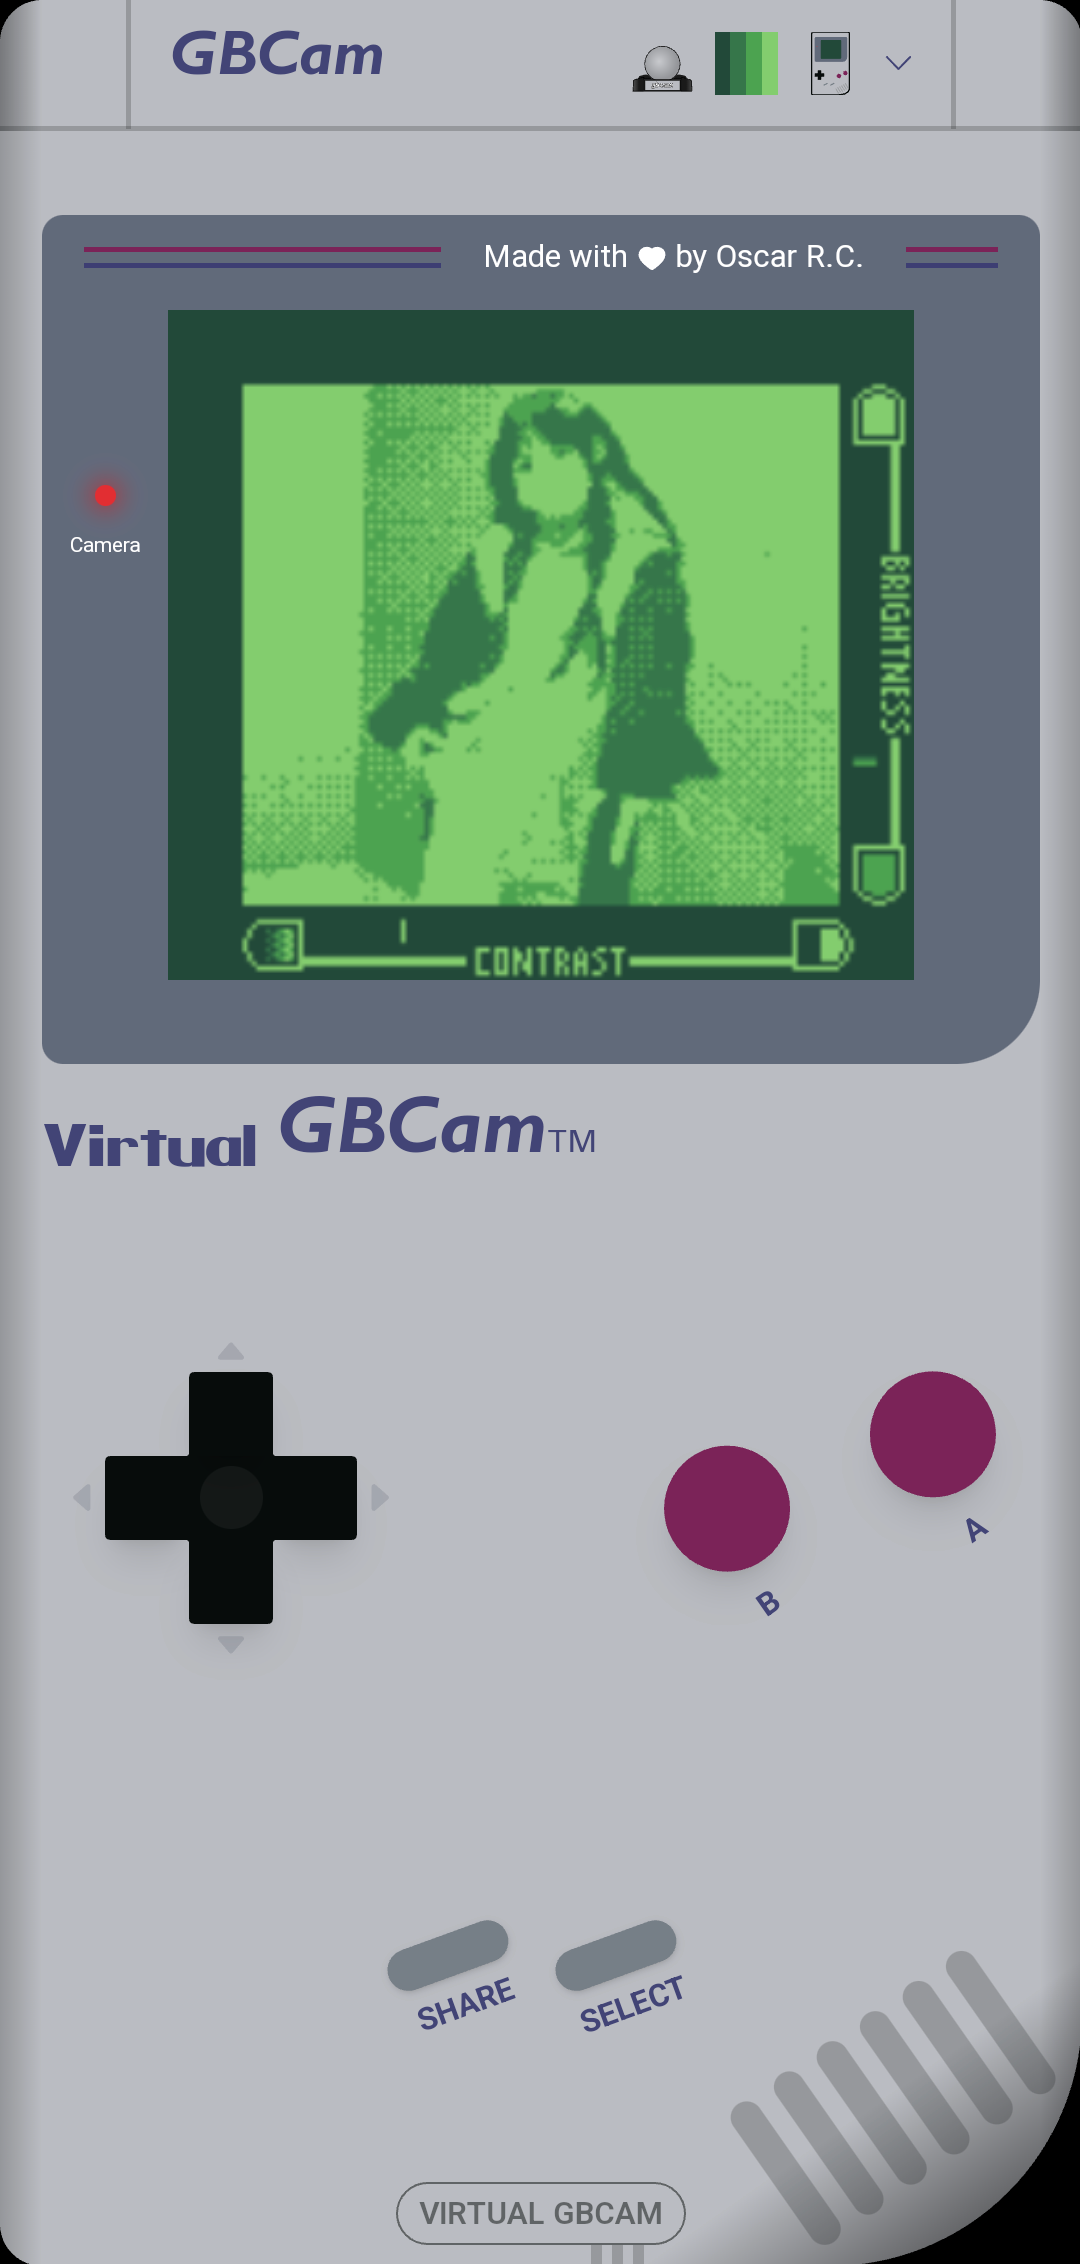 GBCam
Made with ♥ by Oscar R.C.
Camera
BRIGHTNESS
CONTRAST
Virtual GBCam™
A
B
SHARE
SELECT
VIRTUAL GBCAM